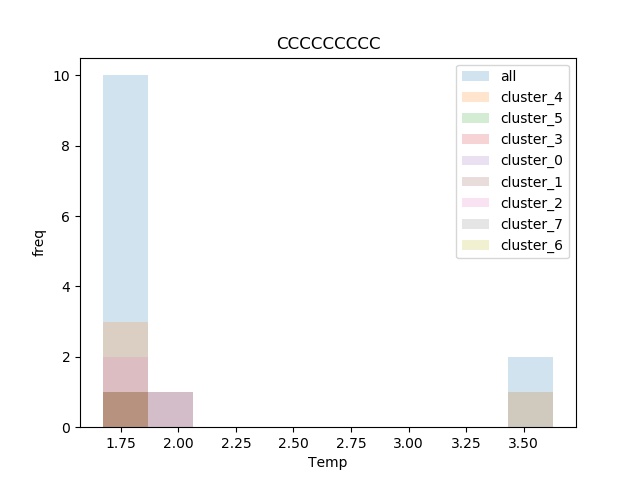 CCCCCCCCC
freq
10
8
6
4
2
0
all
cluster_4
cluster_5
cluster_3
cluster_0
cluster_1
cluster_2
cluster_7
cluster_6
1.75 2.00 2.25 2.50 2.75 3.00 3.25 3.50
Temp